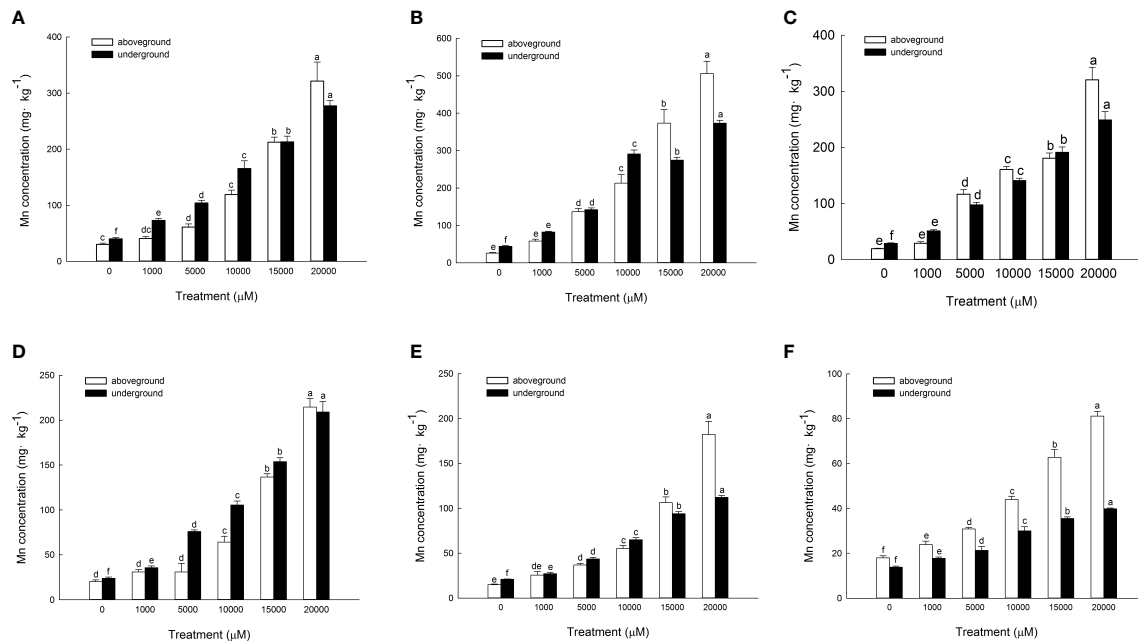 A
aboveground
underground
Mn concentration (mg· kg-1)
400
300
200
100
0
c f dc e d d c c b b a a
0 1000 5000 10000 15000 20000
Treatment (μM)
B
aboveground
underground
Mn concentration (mg· kg-1)
600
500
400
300
200
100
0
e f e e d d c c b b a a
0 1000 5000 10000 15000 20000
Treatment (μM)
C
aboveground
underground
Mn concentration (mg· kg-1)
400
300
200
100
0
e f e e d d c c b b a a
0 1000 5000 10000 15000 20000
Treatment (μM)
D
aboveground
underground
Mn concentration (mg· kg-1)
250
200
150
100
50
0
d f d e d d c c b b a a
0 1000 5000 10000 15000 20000
Treatment (μM)
E
aboveground
underground
Mn concentration (mg· kg-1)
250
200
150
100
50
0
e f de e d d c c b b a a
0 1000 5000 10000 15000 20000
Treatment (μM)
F
aboveground
underground
Mn concentration (mg· kg-1)
100
80
60
40
20
0
f f e e d d c c b b a a
0 1000 5000 10000 15000 20000
Treatment (μM)